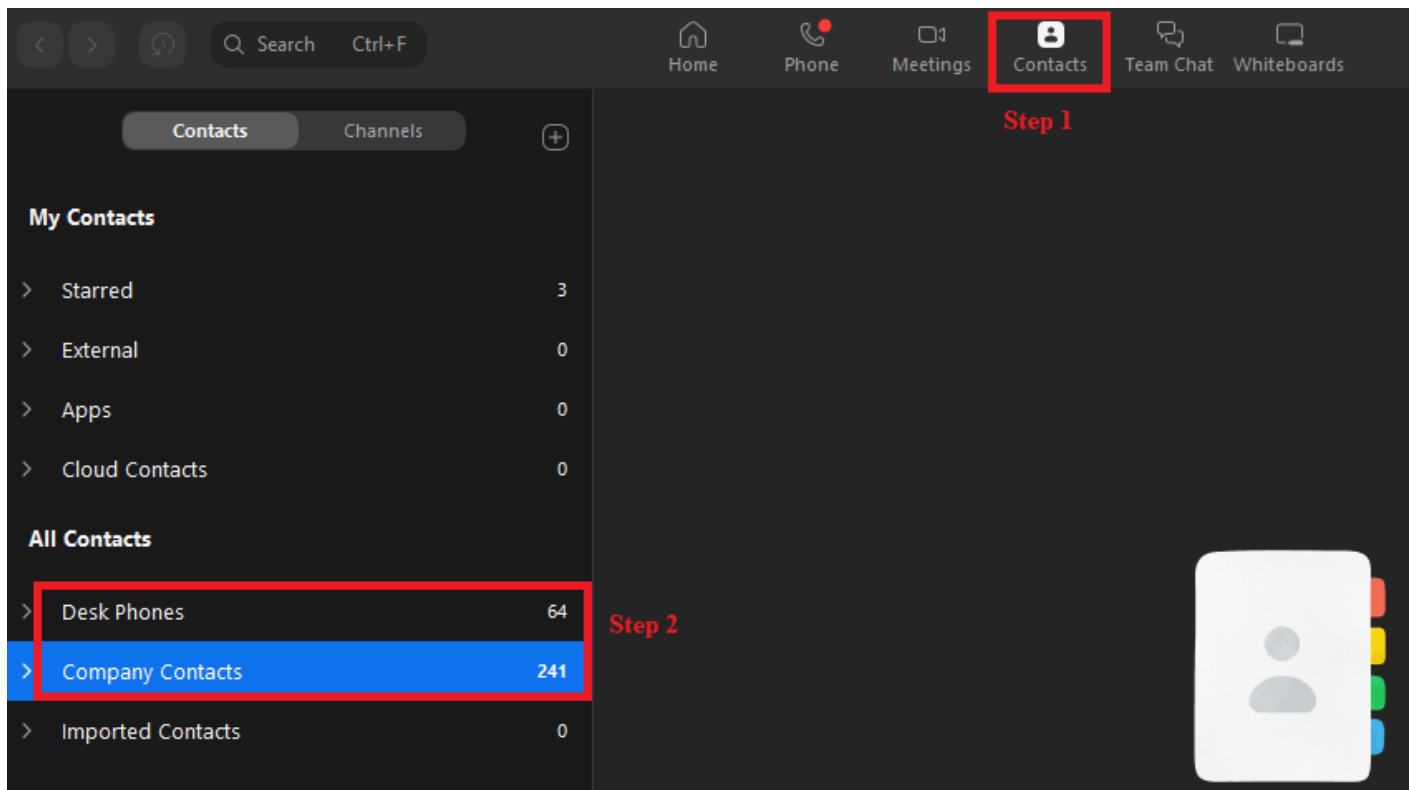 Search Ctrl+F
Home Phone Meetings Contacts Team Chat Whiteboards
Step 1
Contacts Channels
My Contacts
Starred 3
External 0
Apps 0
Cloud Contacts 0
All Contacts
Desk Phones 64
Step 2
Company Contacts 241
Imported Contacts 0